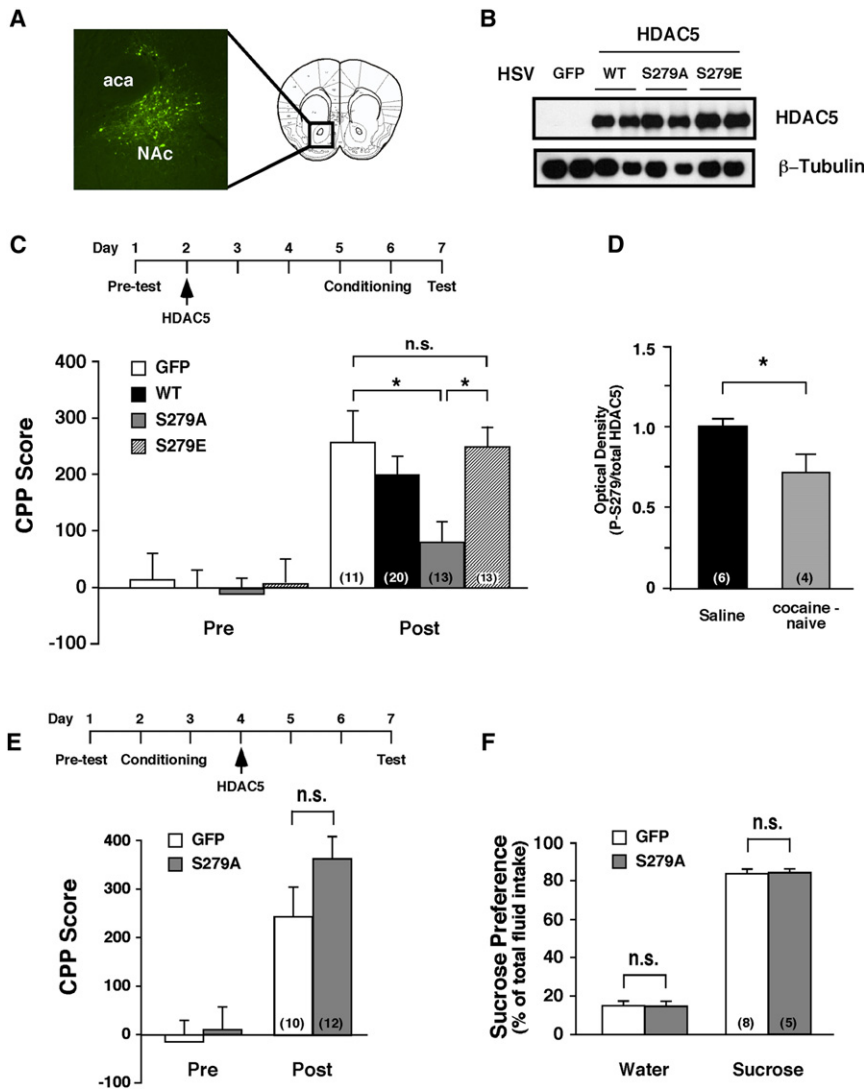 A
aca
NAc
B
HDAC5
HSV GFP WT S279A S279E
HDAC5
β–Tubulin
C
Day 1 2 3 4 5 6 7
Pre-test Conditioning Test
HDAC5
400
300
200
100
0
-100
CPP Score
GFP
WT
S279A
S279E
n.s.
* *
(11) (20) (13) (13)
Pre Post
D
1.5
1.0
0.5
0
Optical Density
(P-S279/total HDAC5)
*
(6) (4)
Saline cocaine -
naive
E
Day 1 2 3 4 5 6 7
Pre-test Conditioning Test
HDAC5
400
300
200
100
0
-100
CPP Score
GFP
S279A
n.s.
(10) (12)
Pre Post
F
100
80
60
40
20
0
Sucrose Preference
(% of total fluid intake)
GFP
S279A
n.s.
n.s.
(8) (5)
Water Sucrose